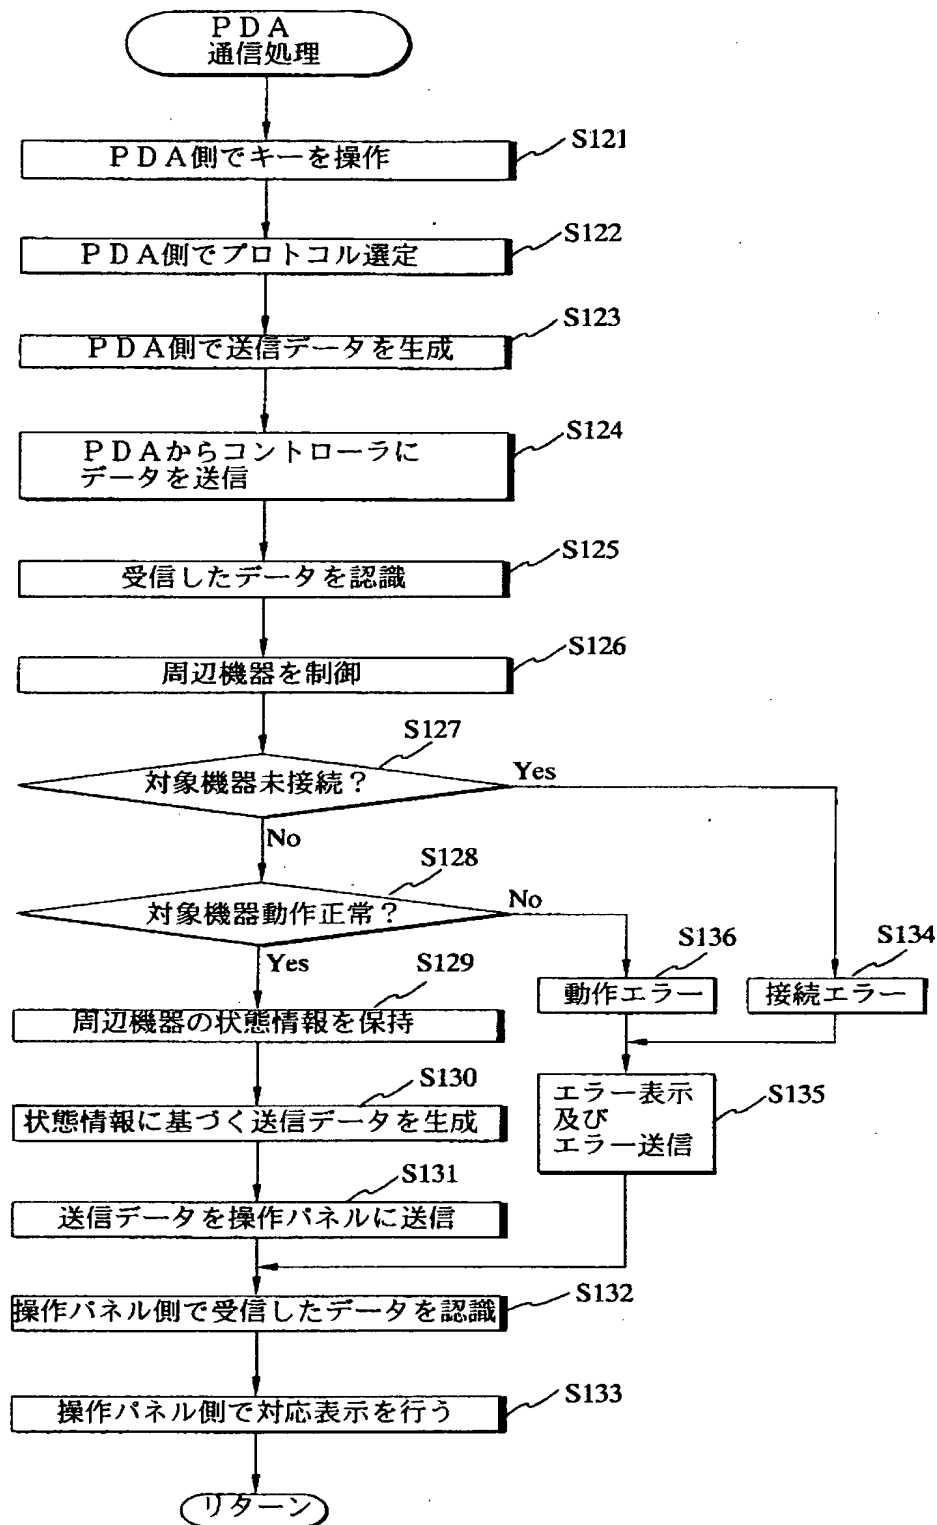 PDA
通信処理
S121
PDA側でキーを操作
S122
PDA側でプロトコル選定
S123
PDA側で送信データを生成
S124
PDAからコントローラに
データを送信
S125
受信したデータを認識
S126
周辺機器を制御
S127
対象機器未接続？
Yes
No
S128
対象機器動作正常？
No
Yes
S136
動作エラー
S134
接続エラー
S129
周辺機器の状態情報を保持
S135
エラー表示
及び
エラー送信
S130
状態情報に基づく送信データを生成
S131
送信データを操作パネルに送信
S132
操作パネル側で受信したデータを認識
S133
操作パネル側で対応表示を行う
リターン